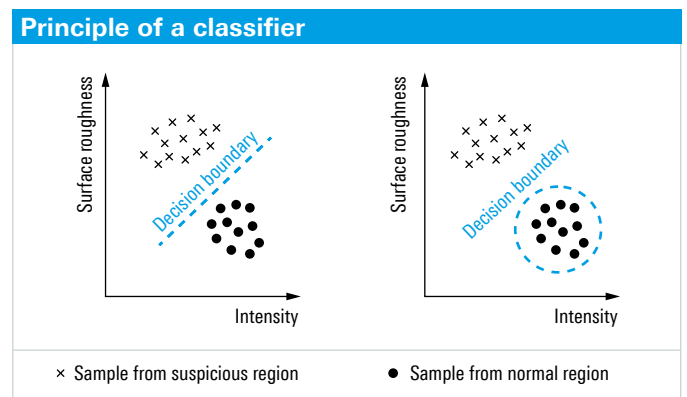 Principle of a classifier
Surface roughness
Decision boundary
Intensity
Surface roughness
Decision boundary
Intensity
× Sample from suspicious region
● Sample from normal region